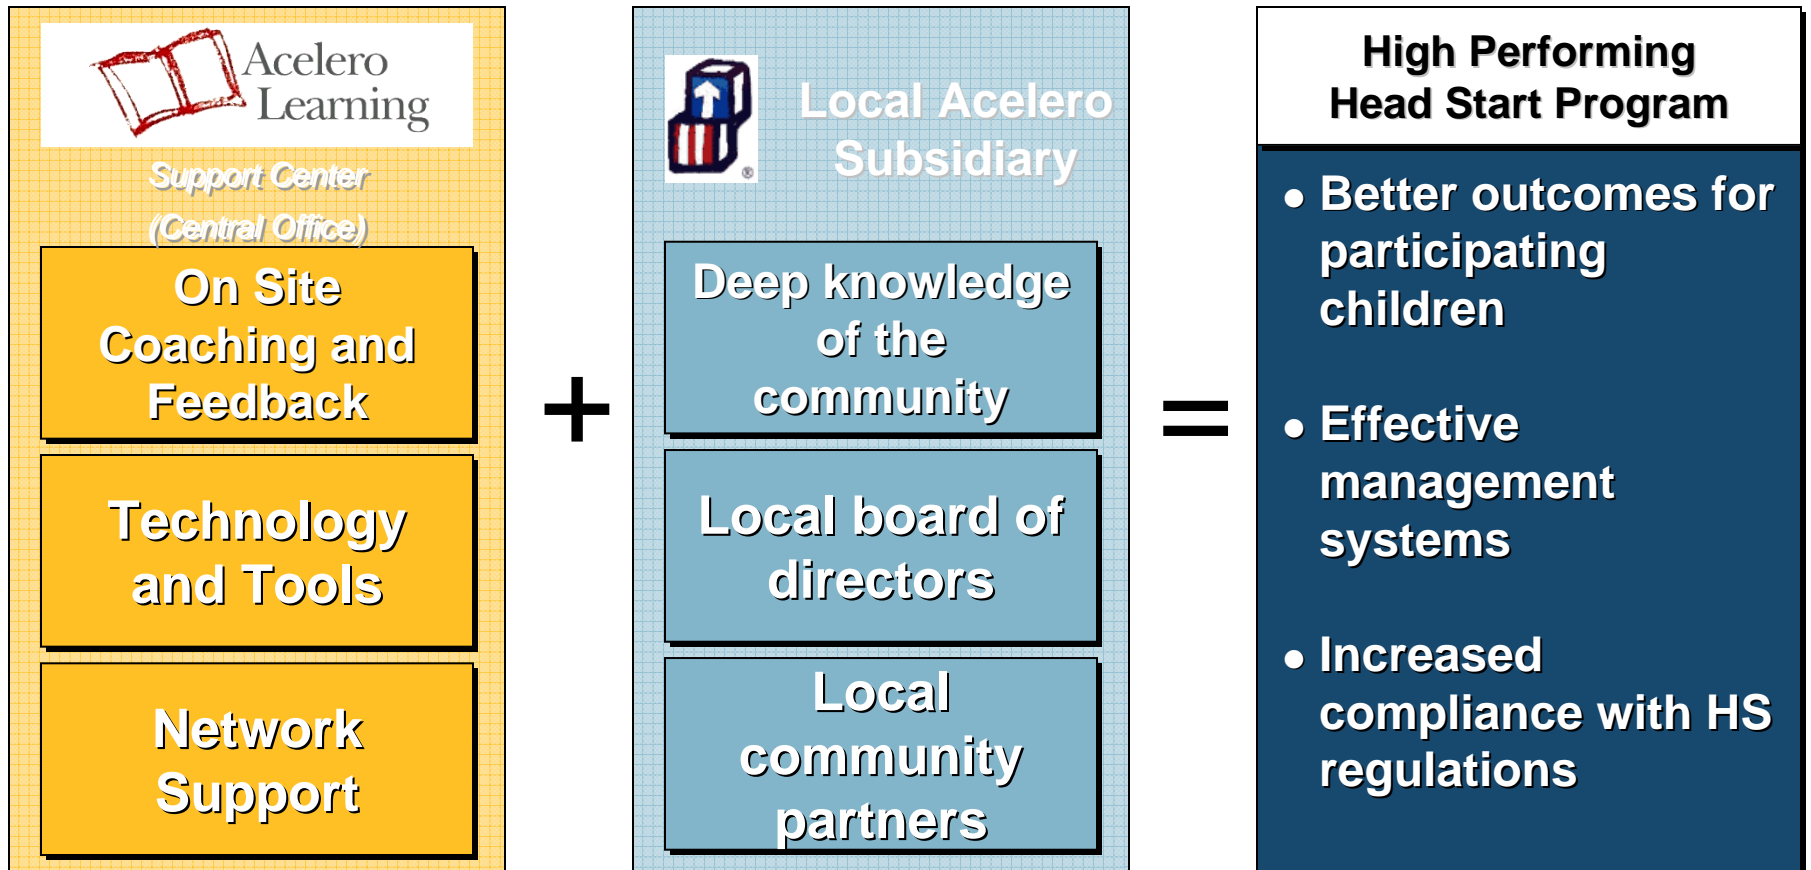 Acelero
Learning
Support Center
(Central Office)
On Site
Coaching and
Feedback
Technology
and Tools
Network
Support
+
®
Local Acelero
Subsidiary
Deep knowledge
of the
community
Local board of
directors
Local
community
partners
=
High Performing
Head Start Program
● Better outcomes for
participating
children
● Effective
management
systems
● Increased
compliance with HS
regulations